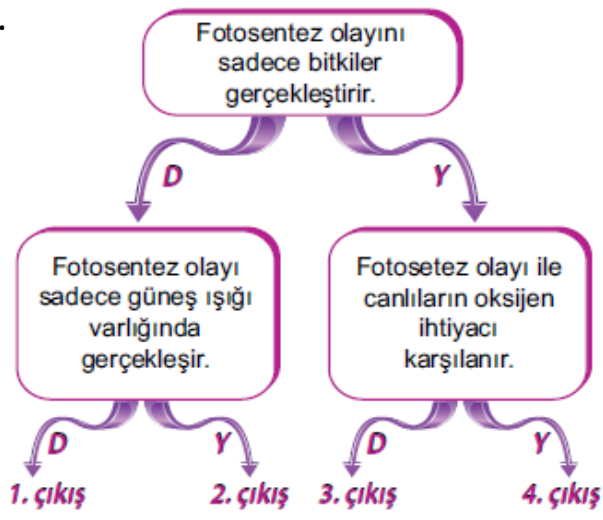 .
Fotosentez olayını
sadece bitkiler
gerçekleştirir.
D
Y
Fotosentez olayı
sadece güneş ışığı
varlığında
gerçekleşir.
Fotosetez olayı ile
canlıların oksijen
ihtiyacı
karşılanır.
D
Y
D
Y
1. çıkış
2. çıkış
3. çıkış
4. çıkış